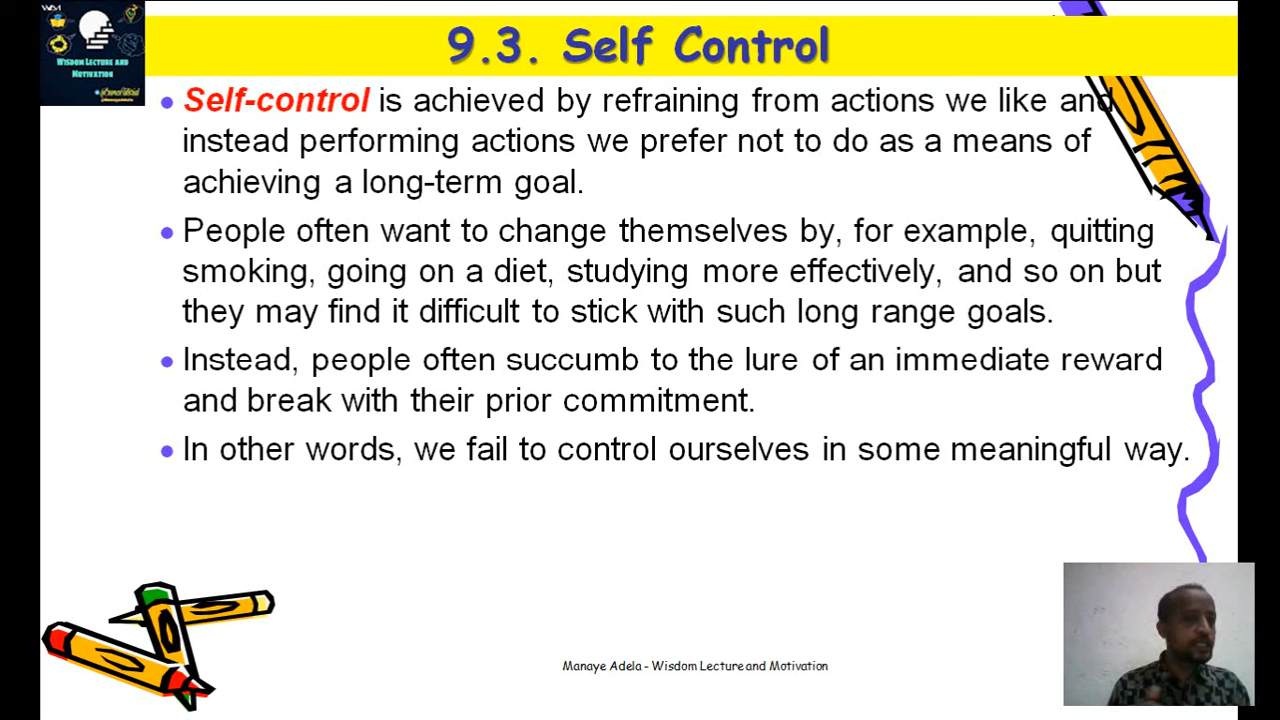 9.3. Self Control
WISDOM LECTURE AND
MOTIVATION
Self-control is achieved by refraining from actions we like and
instead performing actions we prefer not to do as a means of
achieving a long-term goal.
People often want to change themselves by, for example, quitting
smoking, going on a diet, studying more effectively, and so on but
they may find it difficult to stick with such long range goals.
Instead, people often succumb to the lure of an immediate reward
and break with their prior commitment.
In other words, we fail to control ourselves in some meaningful way.
Manaye Adela - Wisdom Lecture and Motivation